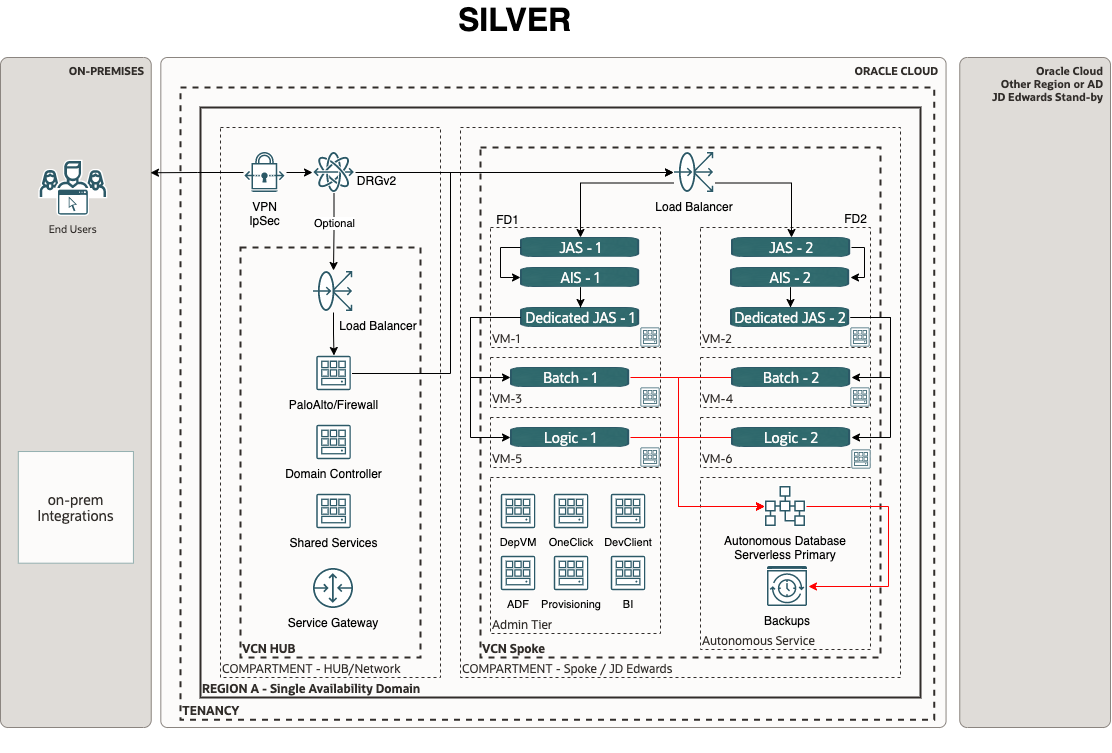 SILVER
ON-PREMISES
End Users
on-prem
Integrations
ORACLE CLOUD
VPN
IpSec
DRGv2
Optional
Load Balancer
PaloAlto/Firewall
Domain Controller
Shared Services
Service Gateway
VCN HUB
COMPARTMENT - HUB/Network
Load Balancer
FD1
JAS - 1
AIS - 1
Dedicated JAS - 1
VM-1
FD2
JAS - 2
AIS - 2
Dedicated JAS - 2
VM-2
Batch - 1
VM-3
Batch - 2
VM-4
Logic - 1
VM-5
Logic - 2
VM-6
DepVM
OneClick
DevClient
ADF
Provisioning
BI
Admin Tier
Autonomous Database
Serverless Primary
Backups
Autonomous Service
VCN Spoke
COMPARTMENT - Spoke / JD Edwards
REGION A - Single Availability Domain
TENANCY
Oracle Cloud
Other Region or AD
JD Edwards Stand-by